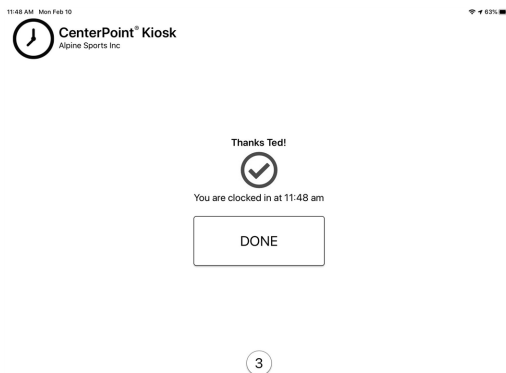 11:48 AM Mon Feb 10
63%
CenterPoint® Kiosk
Alpine Sports Inc
Thanks Ted!
You are clocked in at 11:48 am
DONE
3